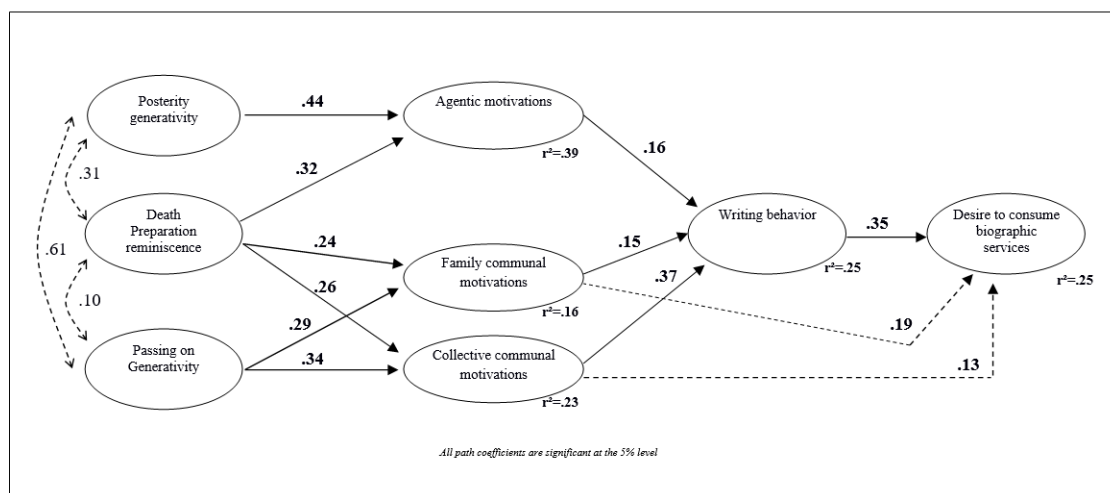 Posterity
generativity
.44
Agentic motivations
r²=.39
.16
.31
.32
Death
Preparation
reminiscence
.61
.24
.15
Writing behavior
r²=.25
.35
Desire to consume
biographic
services
r²=.25
Family communal
motivations
r²=.16
.37
.26
.10
.29
.19
Passing on
Generativity
.34
Collective communal
motivations
r²=.23
.13
All path coefficients are significant at the 5% level